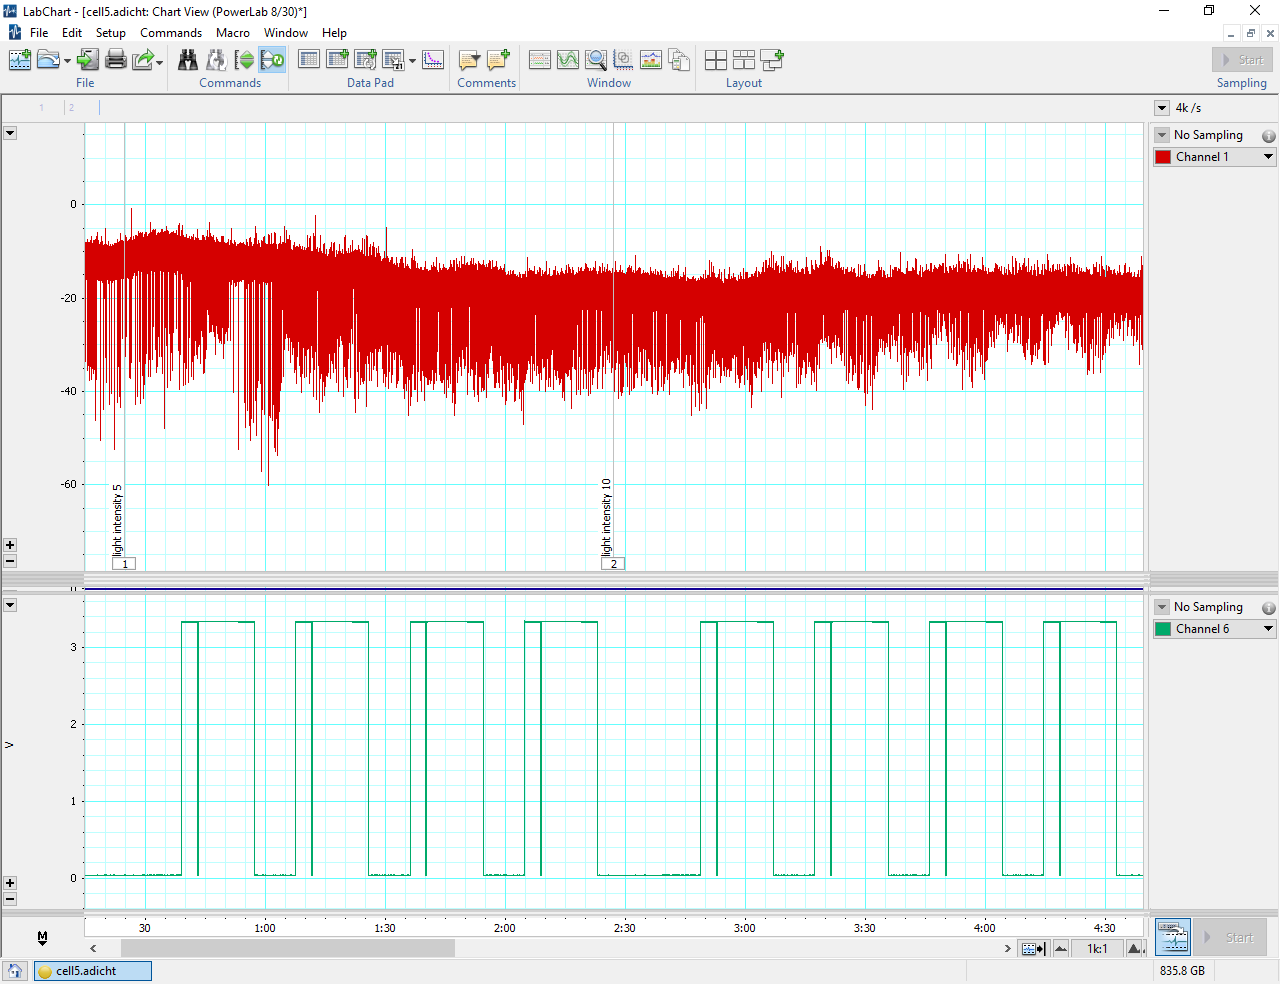 LabChart - [cell5.adicht: Chart View (PowerLab 8/30)*]
File Edit Setup Commands Macro Window Help
Start
File Commands Data Pad Comments Window Layout Sampling
1 2 4k /s
No Sampling
Channel 1
0
-20
-40
-60
light intensity 5
light intensity 10
1 2
No Sampling
Channel 6
3
2
1
0
V
30 1:00 1:30 2:00 2:30 3:00 3:30 4:00 4:30
M
1k:1
Start
cell5.adicht
835.8 GB